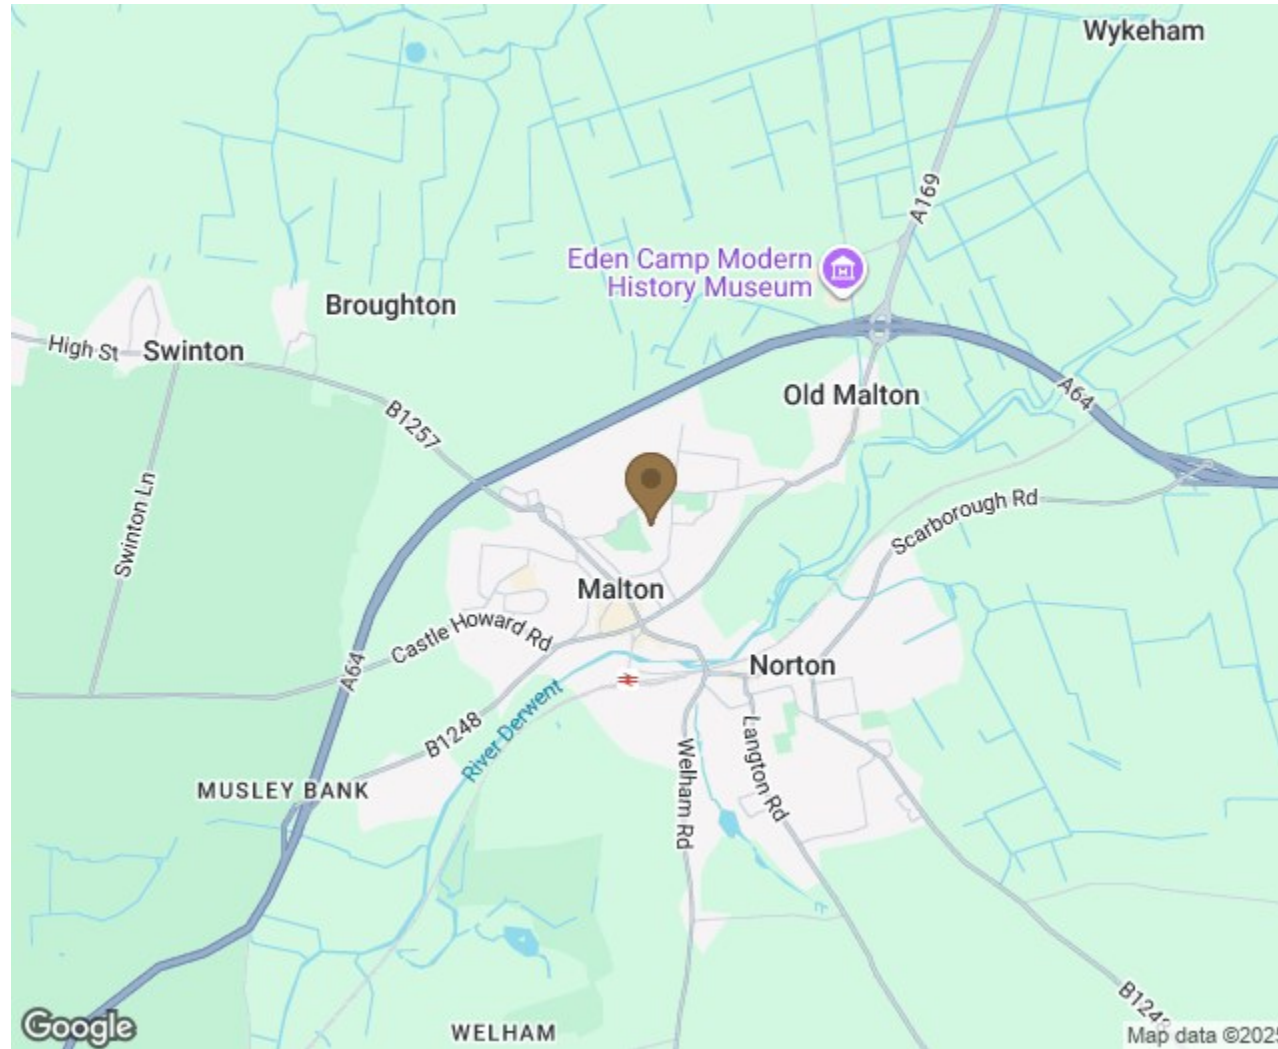 Wykeham
A169
Eden Camp Modern
History Museum
Broughton
High St
Swinton
B1257
Old Malton
A64
Swinton Ln
Scarborough Rd
Malton
Castle Howard Rd
A64
Norton
River Derwent
B1248
Langton Rd
Welham Rd
MUSLEY BANK
B1248
WELHAM
Google
Map data ©2025